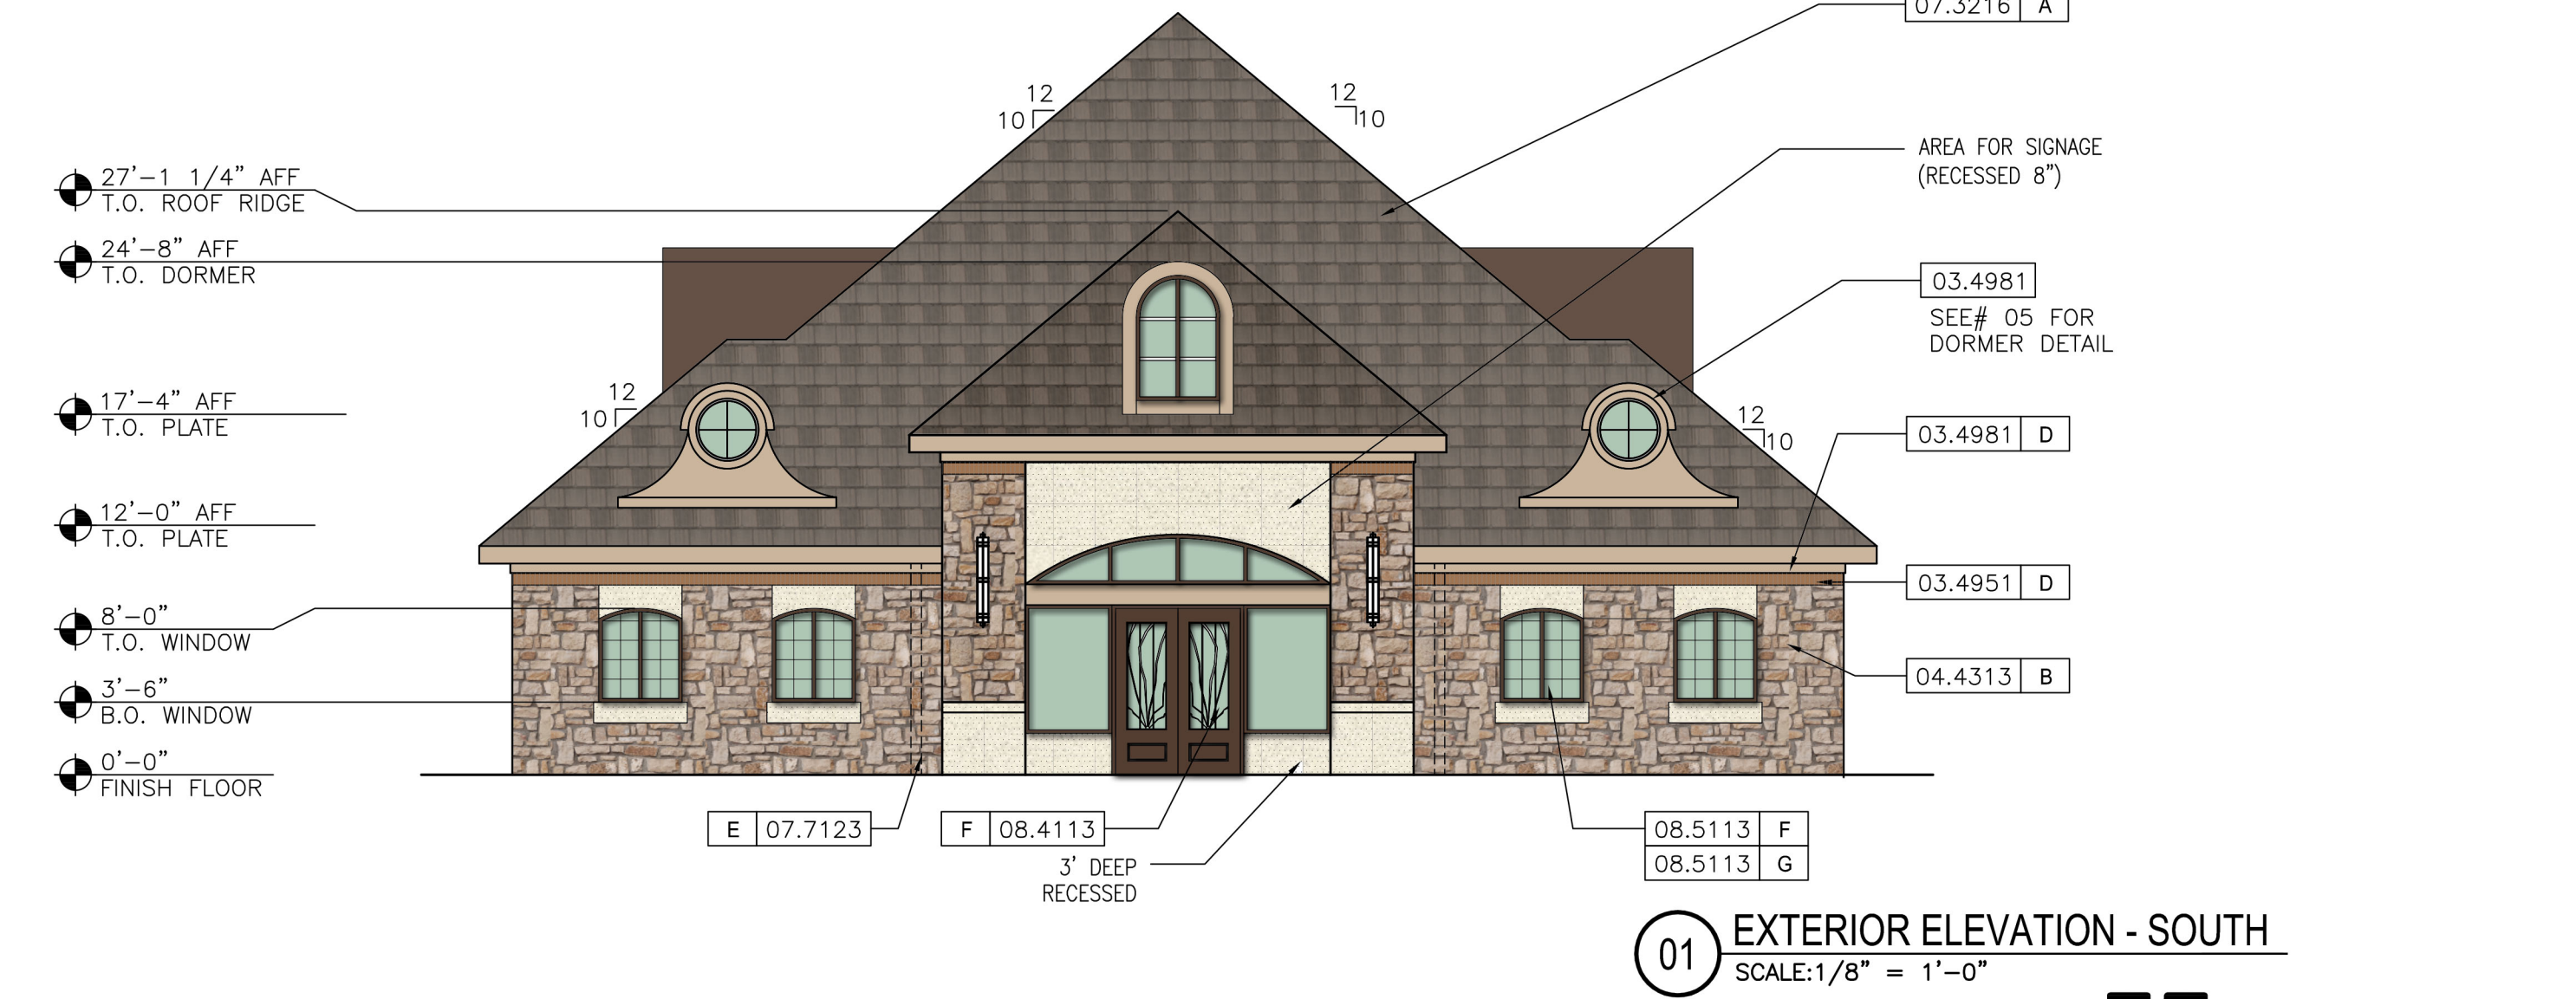 07.3216 A
12
10
12
10
AREA FOR SIGNAGE
(RECESSED 8")
27'-1 1/4" AFF
T.O. ROOF RIDGE
24'-8" AFF
T.O. DORMER
03.4981
SEE# 05 FOR
DORMER DETAIL
17'-4" AFF
T.O. PLATE
12
10
12
10
03.4981 D
12'-0" AFF
T.O. PLATE
03.4951 D
8'-0"
T.O. WINDOW
04.4313 B
3'-6"
B.O. WINDOW
0'-0"
FINISH FLOOR
E 07.7123
F 08.4113
08.5113 F
08.5113 G
3' DEEP
RECESSED
01
EXTERIOR ELEVATION - SOUTH
SCALE:1/8" = 1'-0"